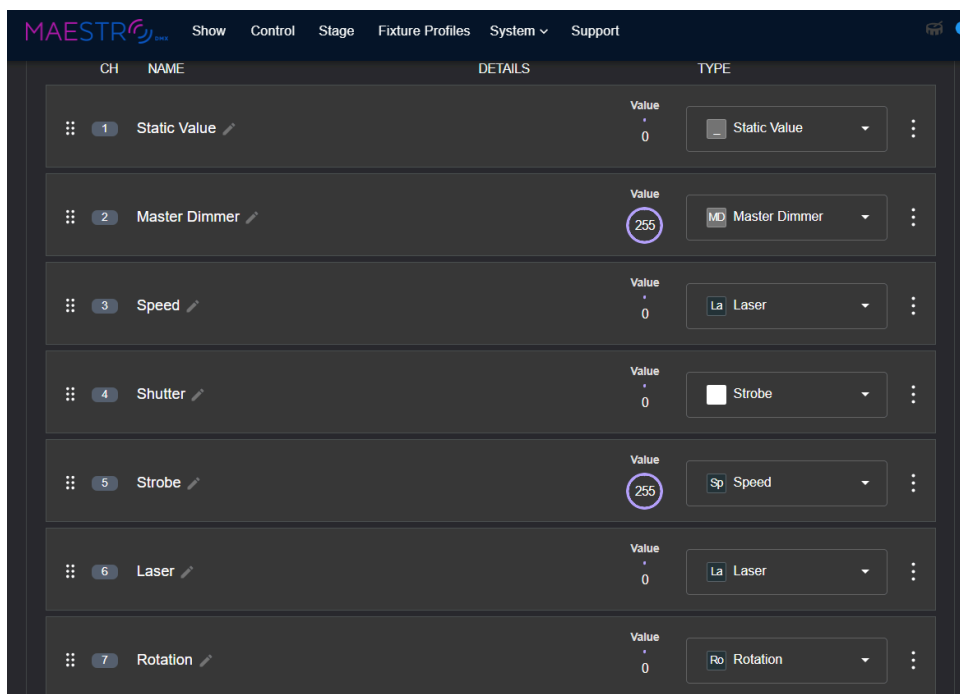 MAESTRO DMX Show Control Stage Fixture Profiles System Support
CH NAME DETAILS TYPE
1 Static Value Value 0 _ Static Value
2 Master Dimmer Value 255 MD Master Dimmer
3 Speed Value 0 La Laser
4 Shutter Value 0 Strobe
5 Strobe Value 255 Sp Speed
6 Laser Value 0 La Laser
7 Rotation Value 0 Ro Rotation